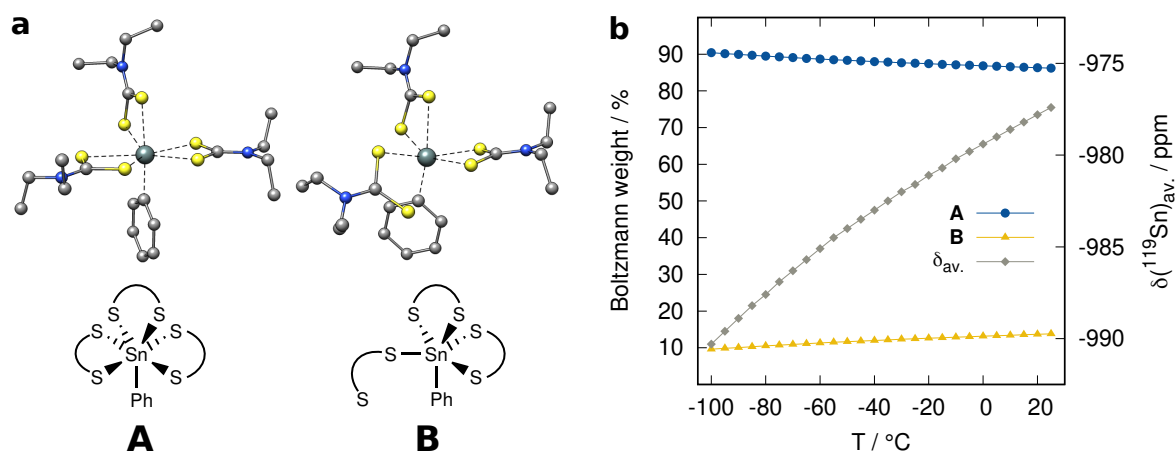 a
S
S
S
S
S
Sn
S
Ph
A
S
S
S
S
Sn
S
S
Ph
B
b
Boltzmann weight / %
90
80
70
60
50
40
30
20
10
-100
-80
-60
-40
-20
0
20
T / °C
A
B
δav.
-975
-980
-985
-990
δ(¹¹⁹Sn)av. / ppm